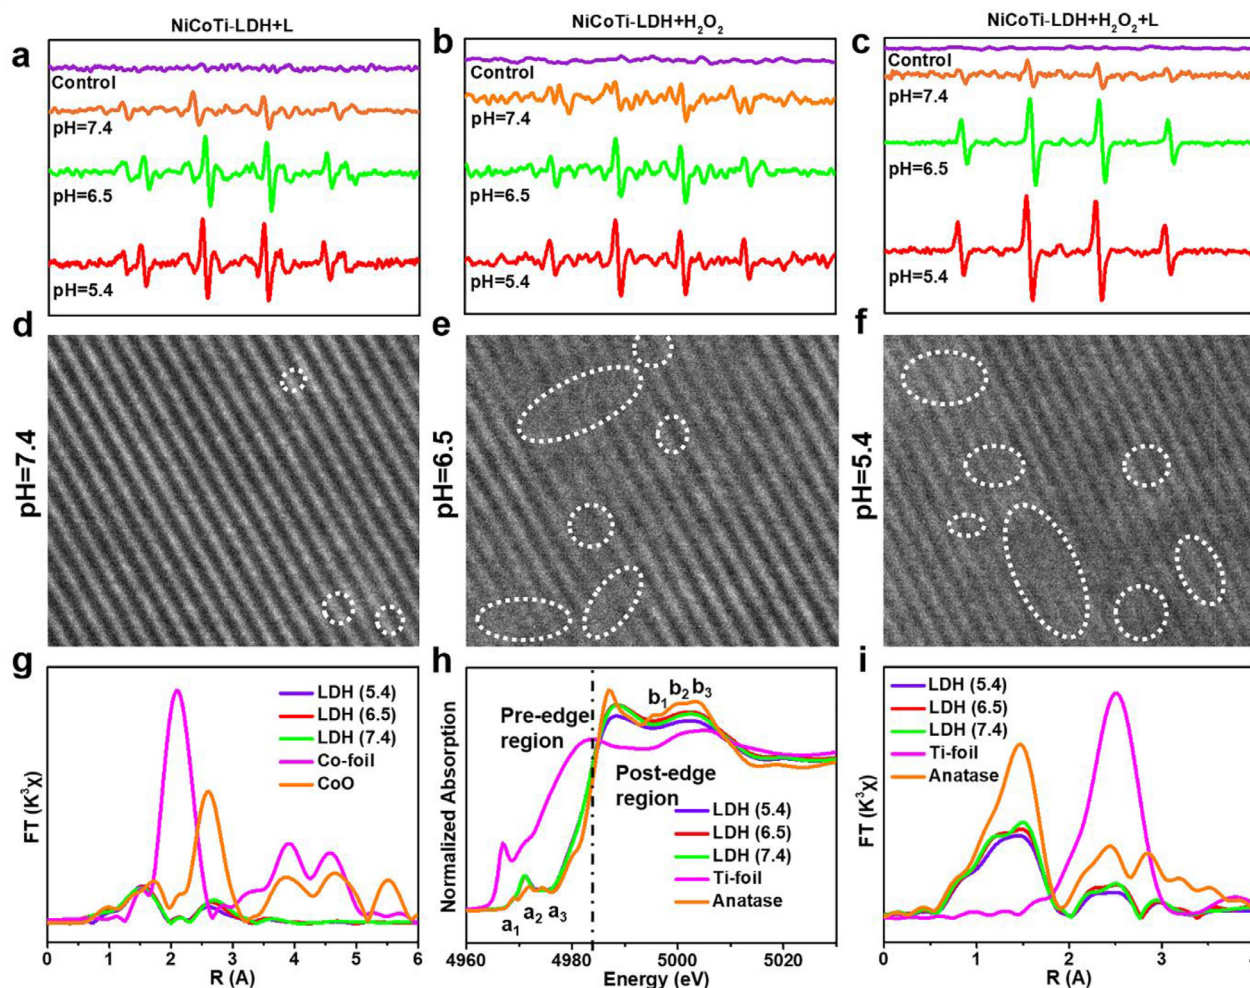 NiCoTi-LDH+L
a
Control
pH=7.4
pH=6.5
pH=5.4
NiCoTi-LDH+H₂O₂
b
Control
pH=7.4
pH=6.5
pH=5.4
NiCoTi-LDH+H₂O₂+L
c
Control
pH=7.4
pH=6.5
pH=5.4
d
pH=7.4
e
pH=6.5
f
pH=5.4
g
LDH (5.4)
LDH (6.5)
LDH (7.4)
Co-foil
CoO
FT (K³χ)
0 1 2 3 4 5 6
R (A)
h
b₁ b₂ b₃
Pre-edge
region
Post-edge
region
LDH (5.4)
LDH (6.5)
LDH (7.4)
Ti-foil
Anatase
a₁ a₂ a₃
Normalized Absorption
4960 4980 5000 5020
Energy (eV)
i
LDH (5.4)
LDH (6.5)
LDH (7.4)
Ti-foil
Anatase
FT (K³χ)
0 1 2 3 4
R (A)